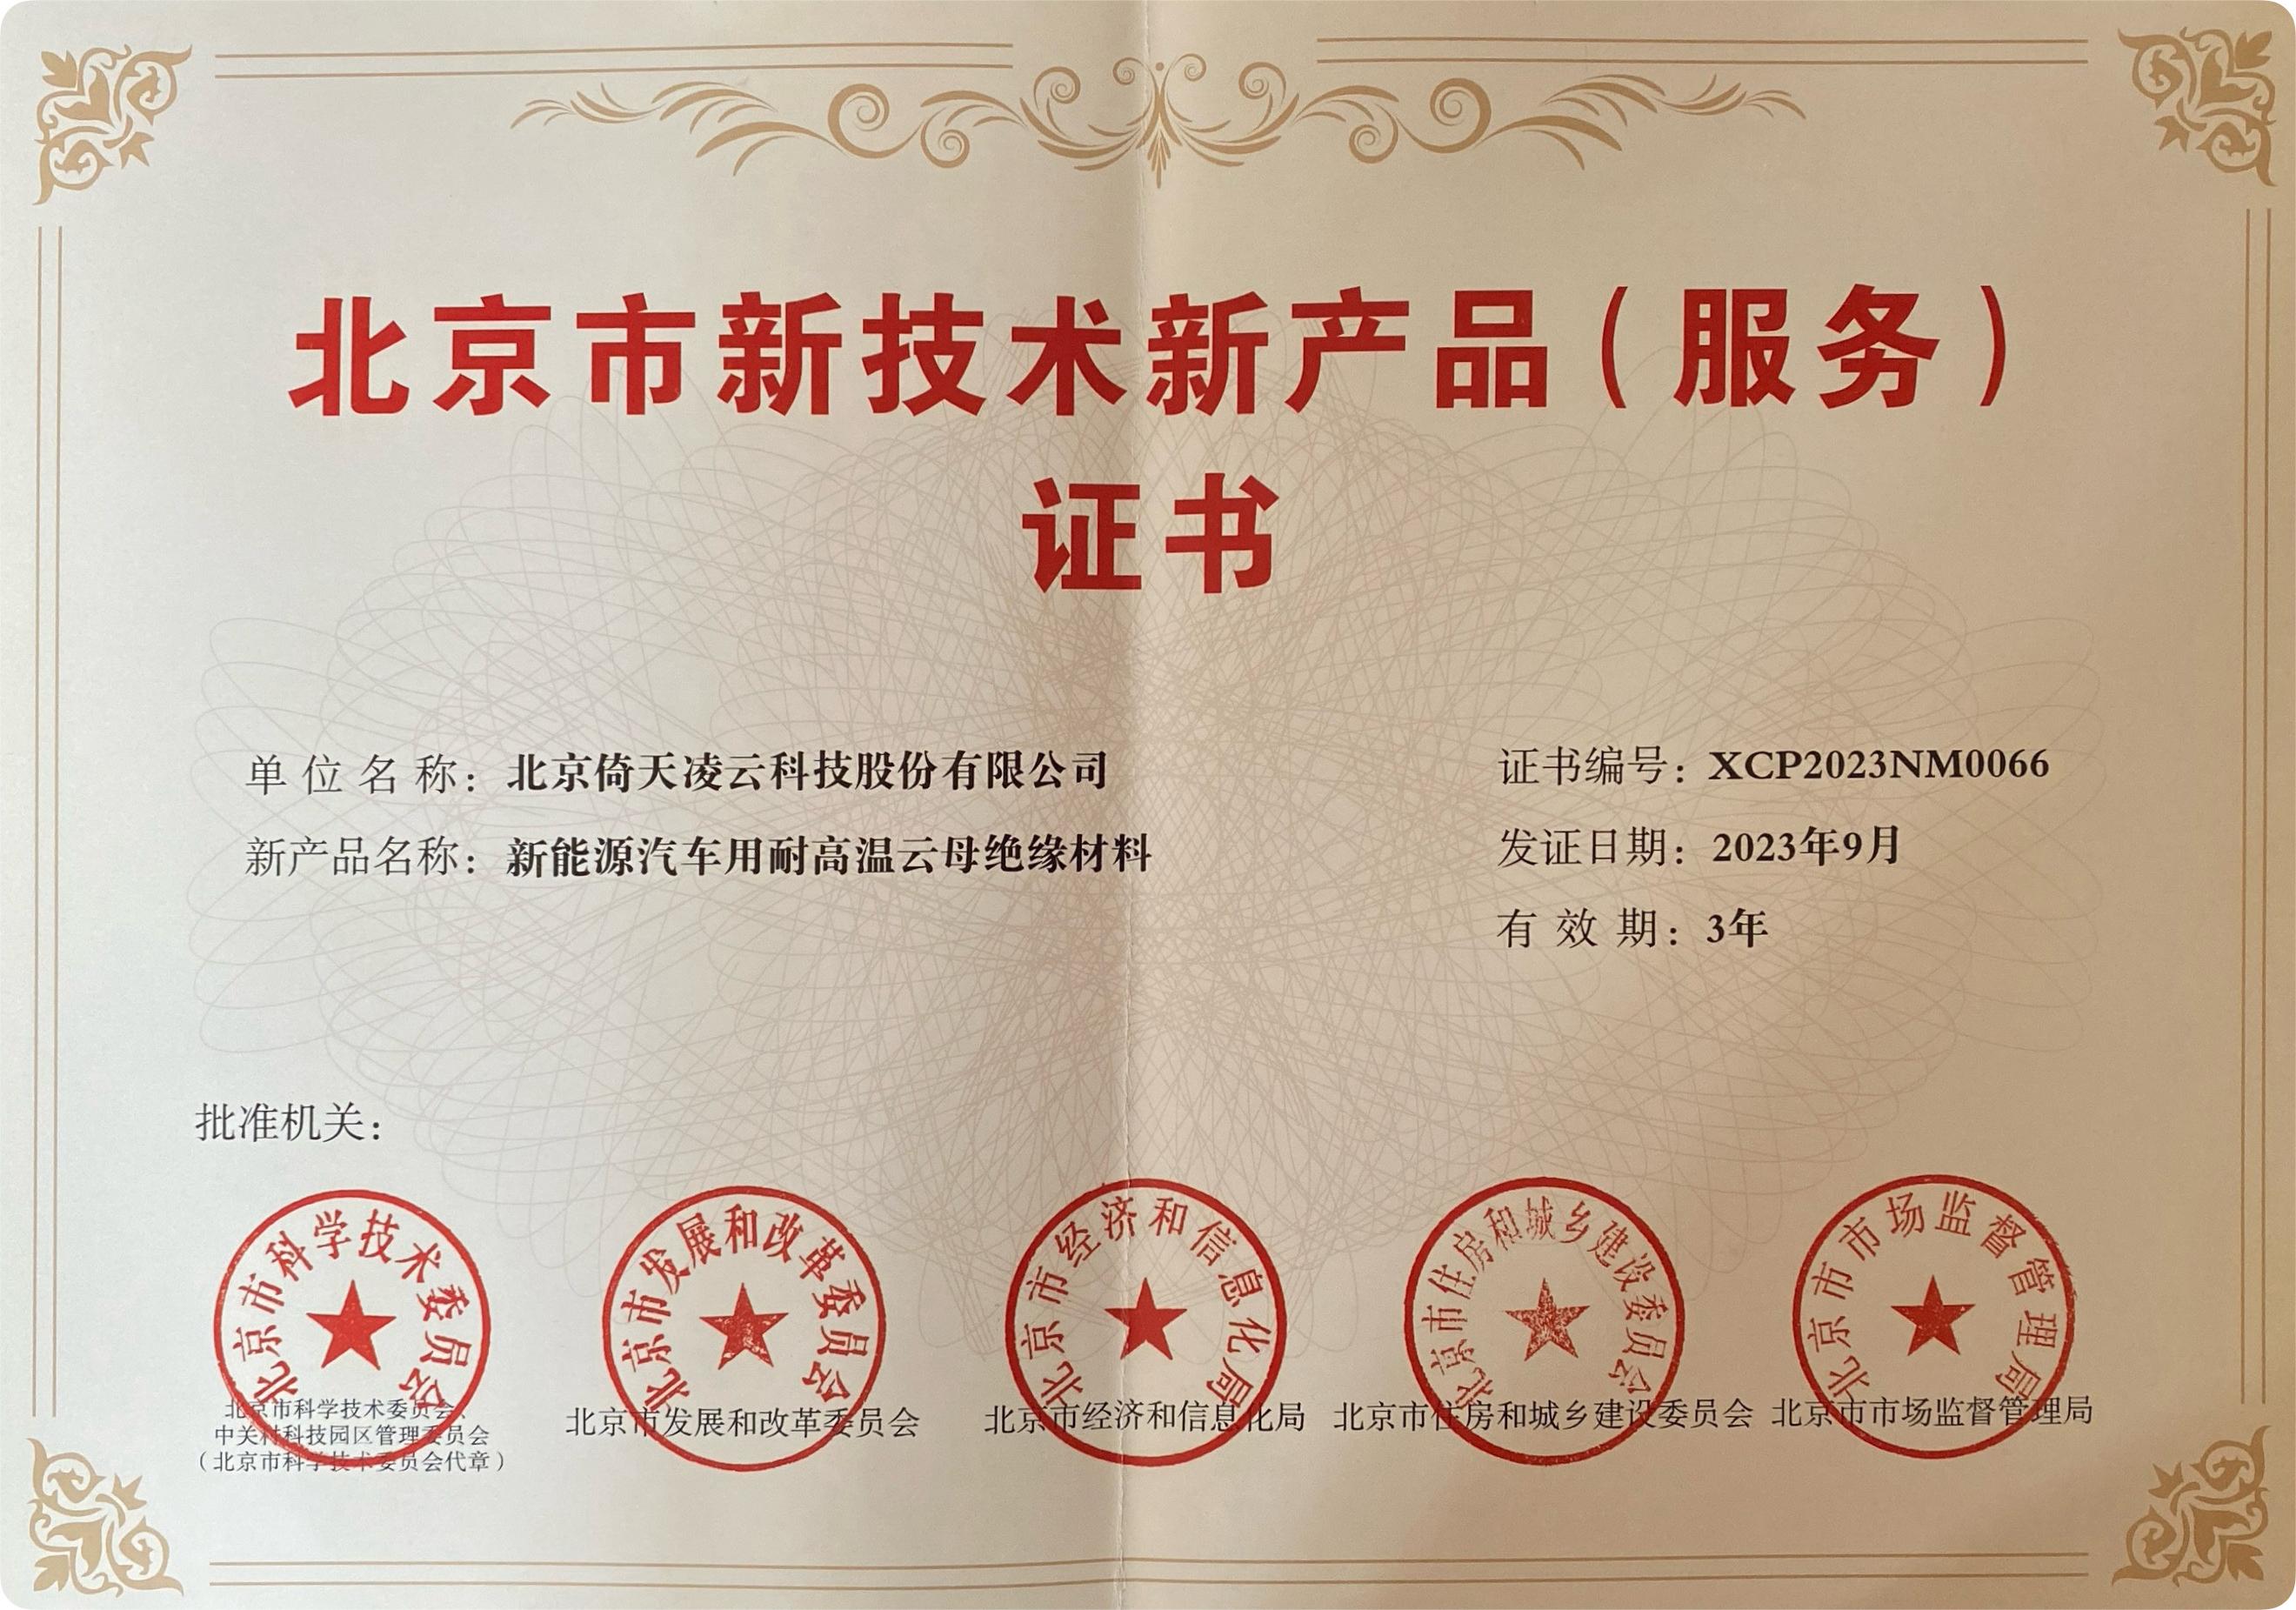 北京市新技术新产品（服务）
证书
单位名称：北京倚天凌云科技股份有限公司
新产品名称：新能源汽车用耐高温云母绝缘材料
证书编号：XCP2023NM0066
发证日期：2023年9月
有效期：3年
批准机关：
北京市科学技术委员会
北京市发展和改革委员会
北京市经济和信息化局
北京市住房和城乡建设委员会
北京市市场监督管理局
北京市科学技术委员会、
中关村科技园区管理委员会
（北京市科学技术委员会代章）
北京市发展和改革委员会
北京市经济和信息化局
北京市住房和城乡建设委员会
北京市市场监督管理局